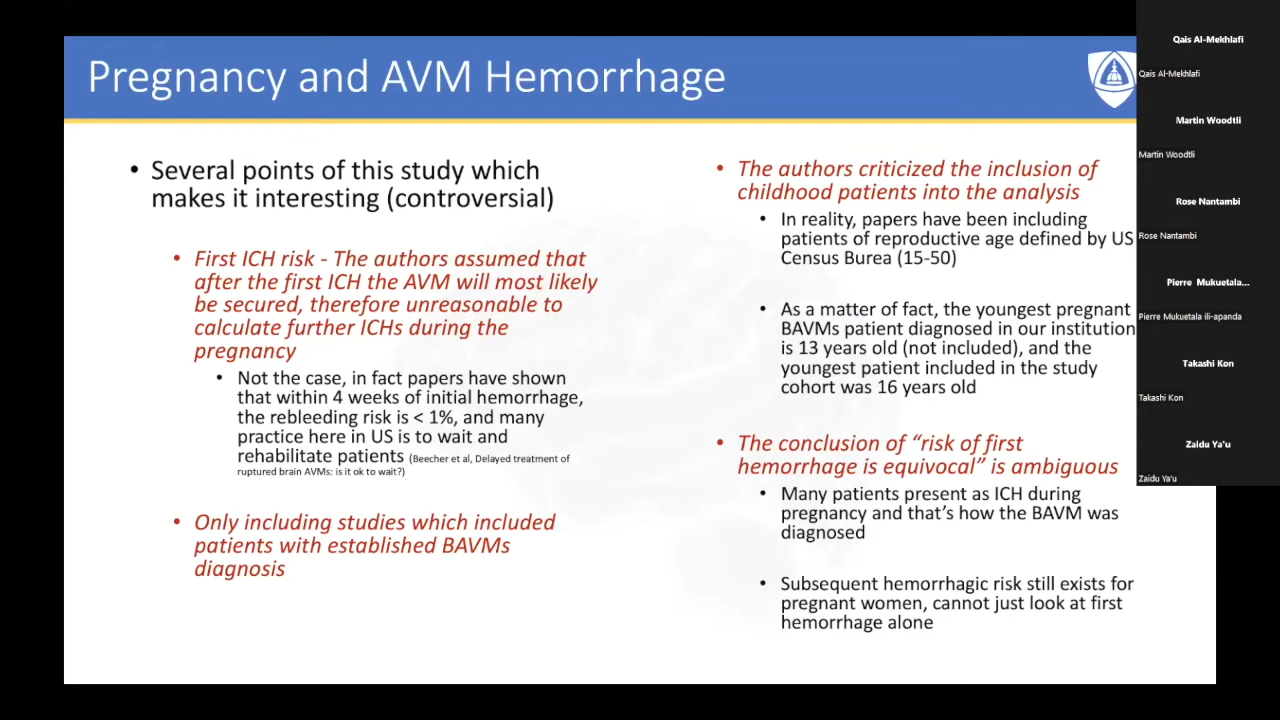 Pregnancy and AVM Hemorrhage
• Several points of this study which
makes it interesting (controversial)
• First ICH risk - The authors assumed that
after the first ICH the AVM will most likely
be secured, therefore unreasonable to
calculate further ICHs during the
pregnancy
• Not the case, in fact papers have shown
that within 4 weeks of initial hemorrhage,
the rebleeding risk is < 1%, and many
practice here in US is to wait and
rehabilitate patients (Beecher et al, Delayed treatment of
ruptured brain AVMs: is it ok to wait?)
• Only including studies which included
patients with established BAVMs
diagnosis
• The authors criticized the inclusion of
childhood patients into the analysis
• In reality, papers have been including
patients of reproductive age defined by US
Census Burea (15-50)
• As a matter of fact, the youngest pregnant
BAVMs patient diagnosed in our institution
is 13 years old (not included), and the
youngest patient included in the study
cohort was 16 years old
• The conclusion of “risk of first
hemorrhage is equivocal” is ambiguous
• Many patients present as ICH during
pregnancy and that’s how the BAVM was
diagnosed
• Subsequent hemorrhagic risk still exists for
pregnant women, cannot just look at first
hemorrhage alone
Qais Al-Mekhlafi
Qais Al-Mekhlafi
Martin Woodtli
Martin Woodtli
Rose Nantambi
Rose Nantambi
Pierre Mukuetala...
Pierre Mukuetala ili-apanda
Takashi Kon
Takashi Kon
Zaidu Ya'u
Zaidu Ya'u